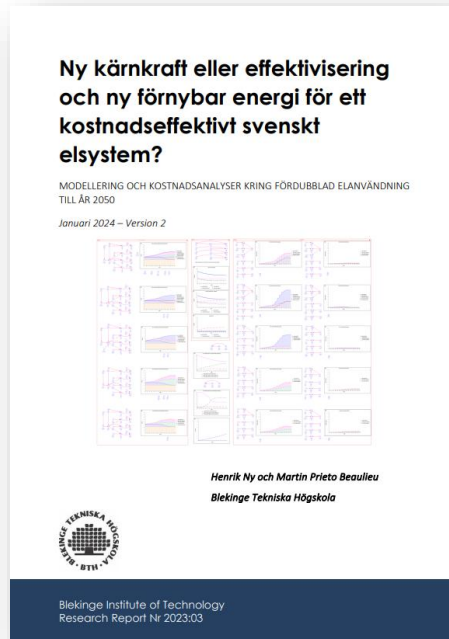 Ny kärnkraft eller effektivisering
och ny förnybar energi för ett
kostnadseffektivt svenskt
elsystem?
MODELLERING OCH KOSTNADSANALYSER KRING FÖRDUBBLAD ELANVÄNDNING
TILL ÅR 2050
Januari 2024 – Version 2
Henrik Ny och Martin Prieto Beaulieu
Blekinge Tekniska Högskola
BLEKINGE TEKNISKA HÖGSKOLA
· BTH ·
Blekinge Institute of Technology
Research Report Nr 2023:03